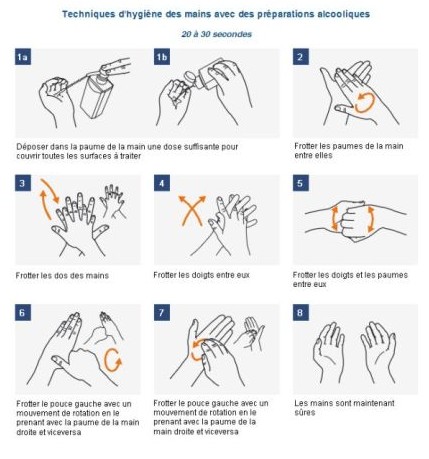 Techniques d'hygiène des mains avec des préparations alcooliques
20 à 30 secondes
1a
1b
2
Déposer dans la paume de la main une dose suffisante pour
couvrir toutes les surfaces à traiter
Frotter les paumes de la main
entre elles
3
4
5
Frotter les dos des mains
Frotter les doigts entre eux
Frotter les doigts et les paumes
entre eux
6
7
8
Frotter le pouce gauche avec un
mouvement de rotation en le
prenant avec la paume de la main
droite et viceversa
Frotter le pouce gauche avec un
mouvement de rotation en le
prenant avec la paume de la main
droite et viceversa
Les mains sont maintenant
sûres